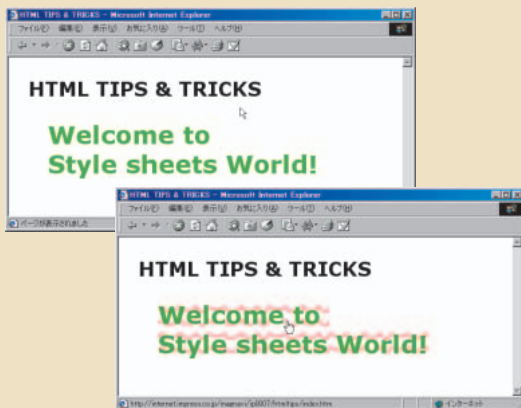 HTML TIPS & TRICKS - Microsoft Internet Explorer
ファイル(F) 編集(E) 表示(V) お気に入り(A) ツール(T) ヘルプ(H)
HTML TIPS & TRICKS
Welcome to
Style sheets World!
ページが表示されました
HTML TIPS & TRICKS - Microsoft Internet Explorer
ファイル(F) 編集(E) 表示(V) お気に入り(A) ツール(T) ヘルプ(H)
HTML TIPS & TRICKS
Welcome to
Style sheets World!
インターネット